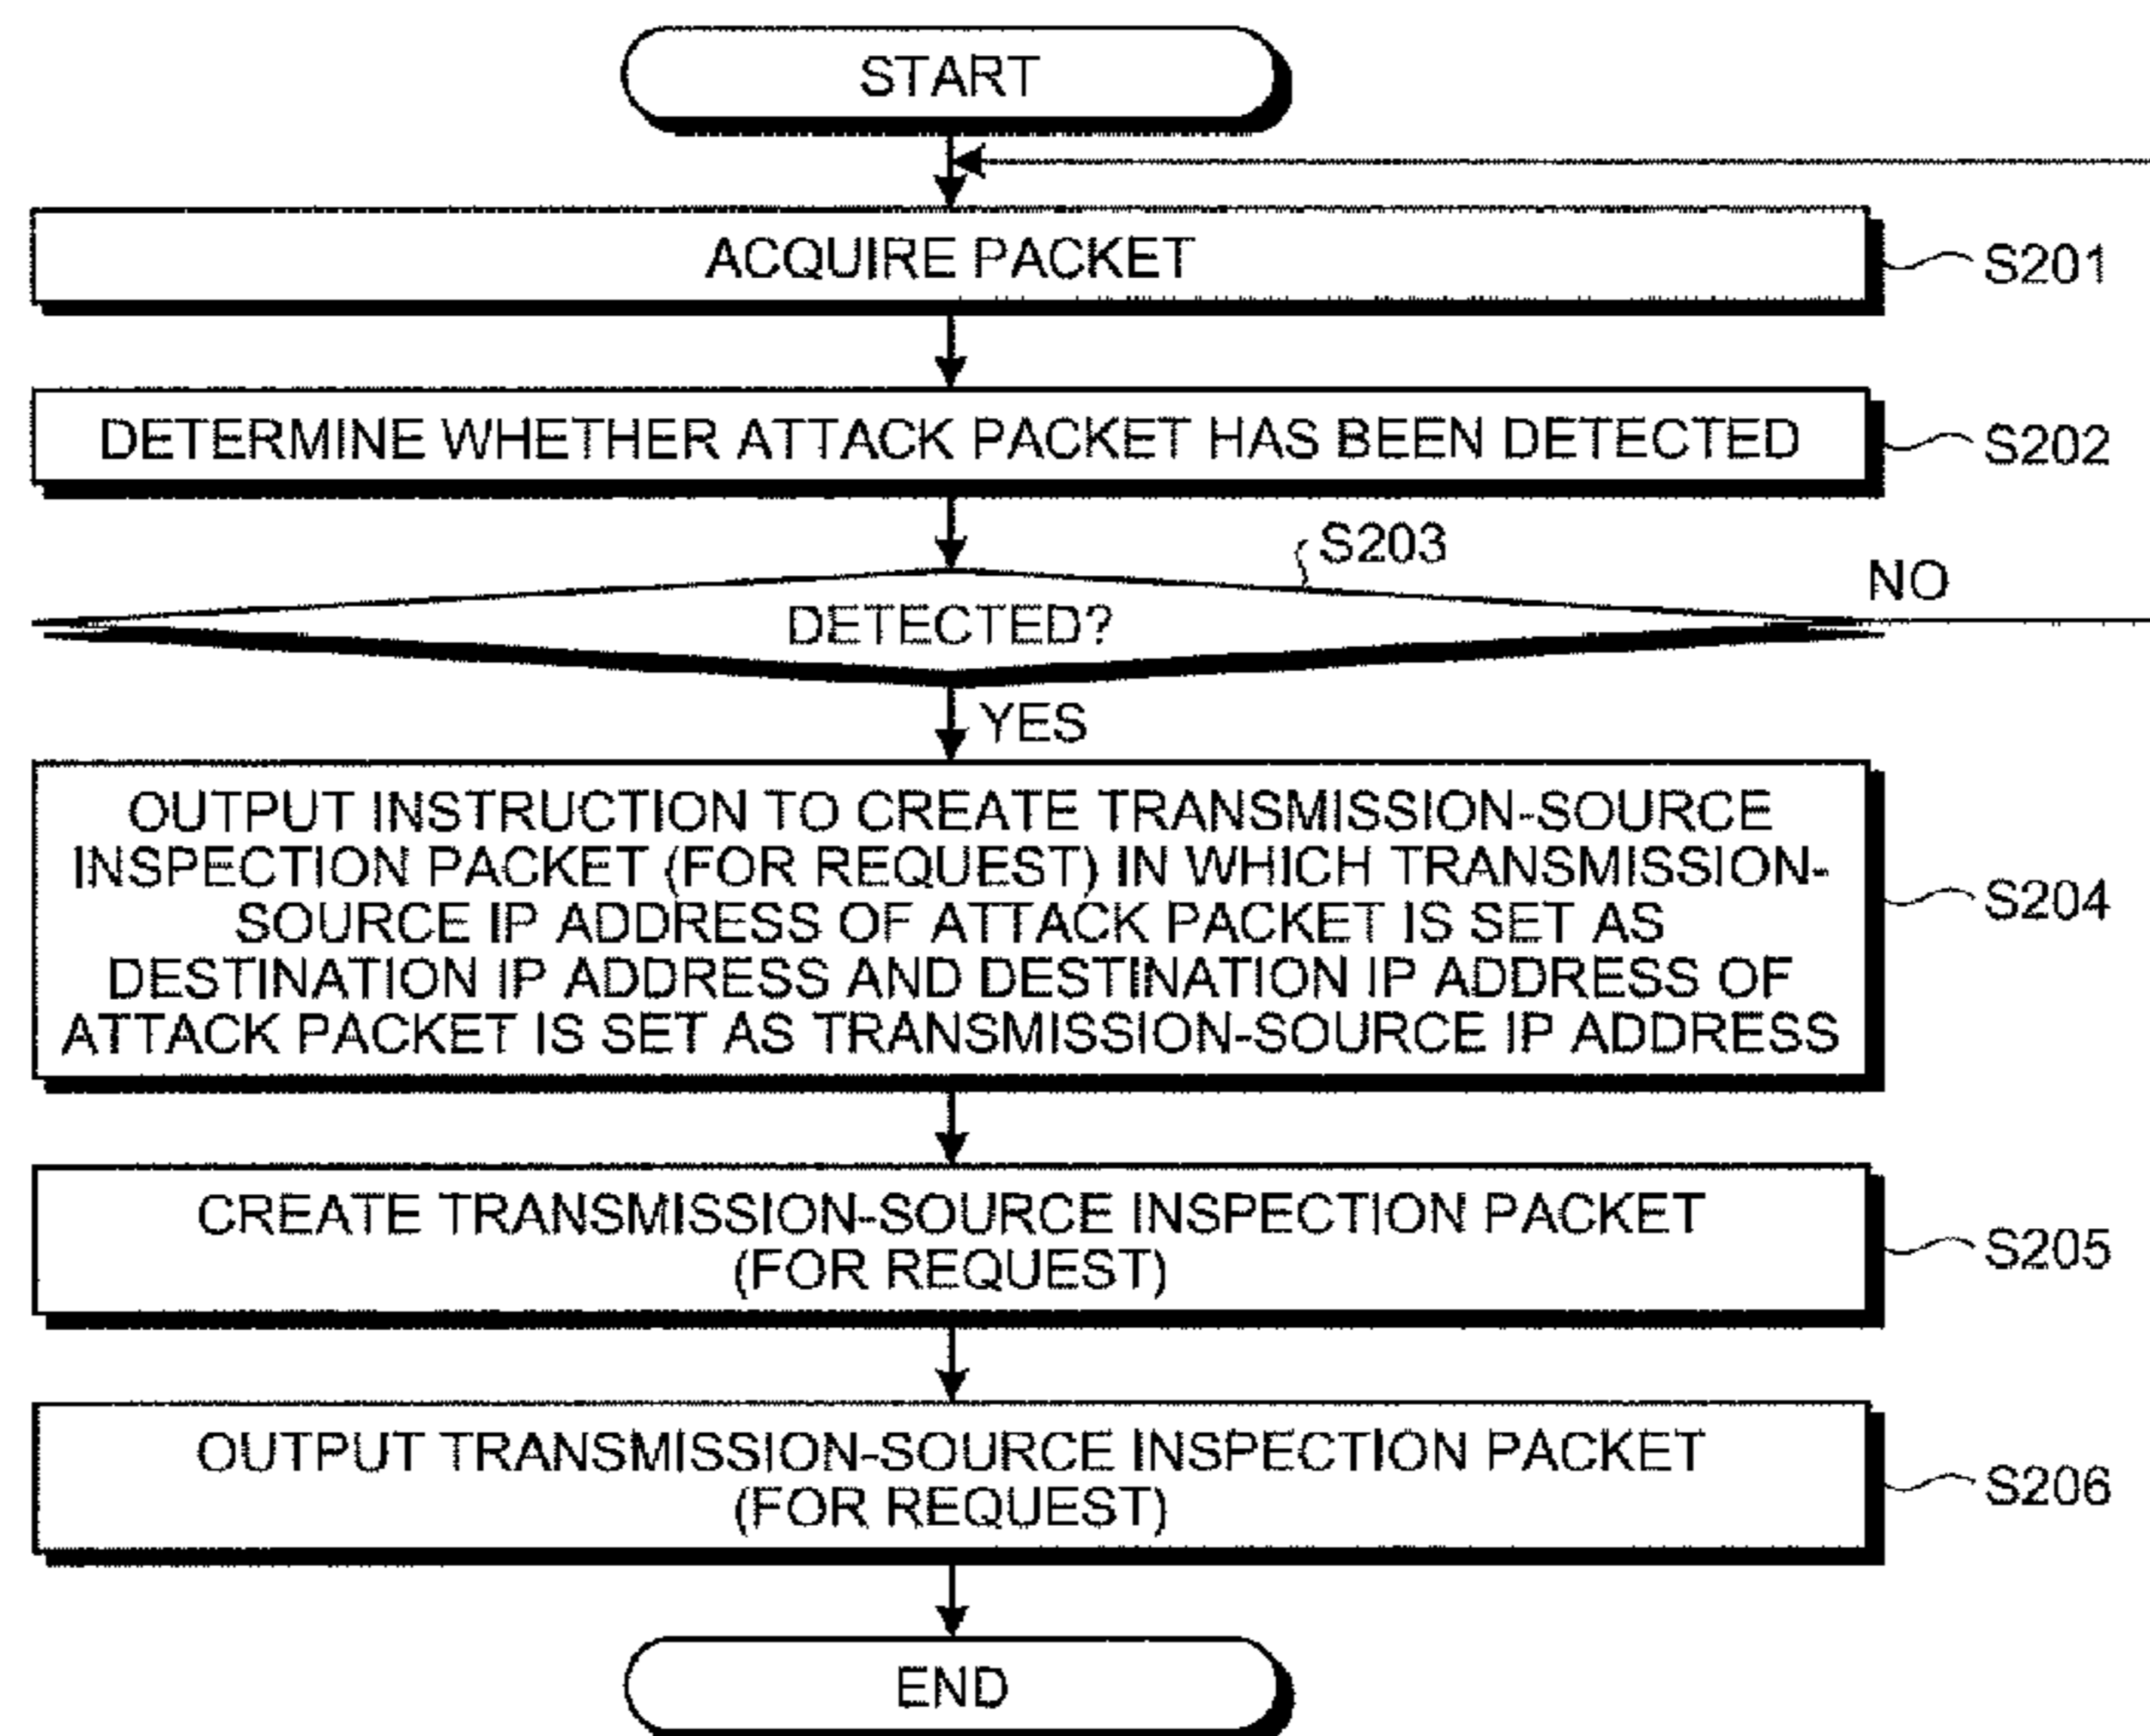 START
ACQUIRE PACKET
S201
DETERMINE WHETHER ATTACK PACKET HAS BEEN DETECTED
S202
S203
DETECTED?
NO
YES
OUTPUT INSTRUCTION TO CREATE TRANSMISSION-SOURCE
INSPECTION PACKET (FOR REQUEST) IN WHICH TRANSMISSION-
SOURCE IP ADDRESS OF ATTACK PACKET IS SET AS
DESTINATION IP ADDRESS AND DESTINATION IP ADDRESS OF
ATTACK PACKET IS SET AS TRANSMISSION-SOURCE IP ADDRESS
S204
CREATE TRANSMISSION-SOURCE INSPECTION PACKET
(FOR REQUEST)
S205
OUTPUT TRANSMISSION-SOURCE INSPECTION PACKET
(FOR REQUEST)
S206
END